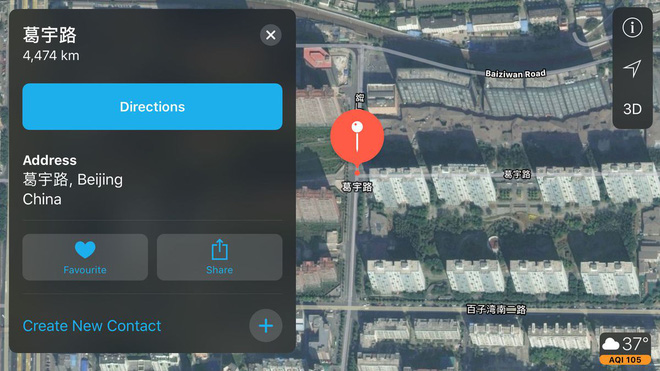 葛宇路
4,474 km
Directions
Address
葛宇路, Beijing
China
Favourite
Share
Create New Contact
Baiziwan Road
葛宇路
葛宇路
百子湾南二路
3D
37°
AQI 105